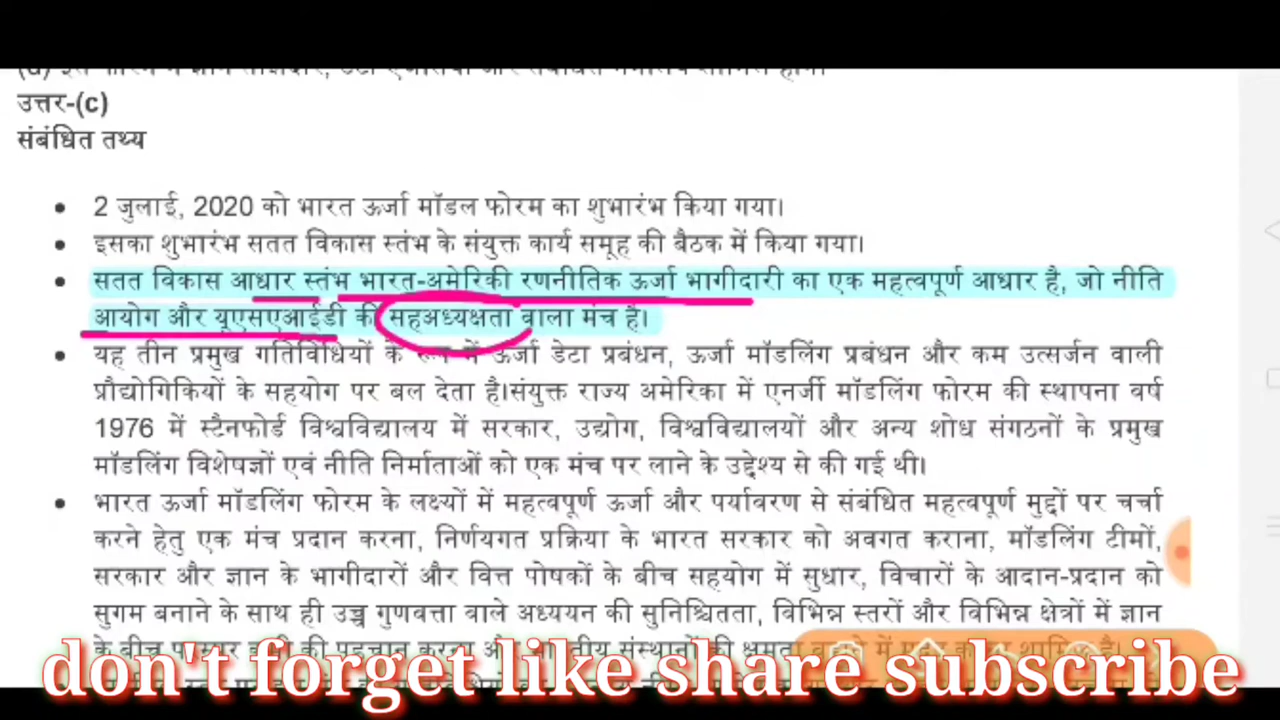 उत्तर-(c)
संबंधित तथ्य
2 जुलाई, 2020 को भारत ऊर्जा मॉडल फोरम का शुभारंभ किया गया।
इसका शुभारंभ सतत विकास स्तंभ के संयुक्त कार्य समूह की बैठक में किया गया।
सतत विकास आधार स्तंभ भारत-अमेरिकी रणनीतिक ऊर्जा भागीदारी का एक महत्वपूर्ण आधार है, जो नीति
आयोग और यूएसएआईडी की सहअध्यक्षता वाला मंच है।
यह तीन प्रमुख गतिविधियों के रूप में ऊर्जा डेटा प्रबंधन, ऊर्जा मॉडलिंग प्रबंधन और कम उत्सर्जन वाली
प्रौद्योगिकियों के सहयोग पर बल देता है।संयुक्त राज्य अमेरिका में एनर्जी मॉडलिंग फोरम की स्थापना वर्ष
1976 में स्टैनफोर्ड विश्वविद्यालय में सरकार, उद्योग, विश्वविद्यालयों और अन्य शोध संगठनों के प्रमुख
मॉडलिंग विशेषज्ञों एवं नीति निर्माताओं को एक मंच पर लाने के उद्देश्य से की गई थी।
भारत ऊर्जा मॉडलिंग फोरम के लक्ष्यों में महत्वपूर्ण ऊर्जा और पर्यावरण से संबंधित महत्वपूर्ण मुद्दों पर चर्चा
करने हेतु एक मंच प्रदान करना, निर्णयगत प्रक्रिया के भारत सरकार को अवगत कराना, मॉडलिंग टीमों,
सरकार और ज्ञान के भागीदारों और वित्त पोषकों के बीच सहयोग में सुधार, विचारों के आदान-प्रदान को
सुगम बनाने के साथ ही उच्च गुणवत्ता वाले अध्ययन की सुनिश्चितता, विभिन्न स्तरों और विभिन्न क्षेत्रों में ज्ञान
don't forget like share subscribe